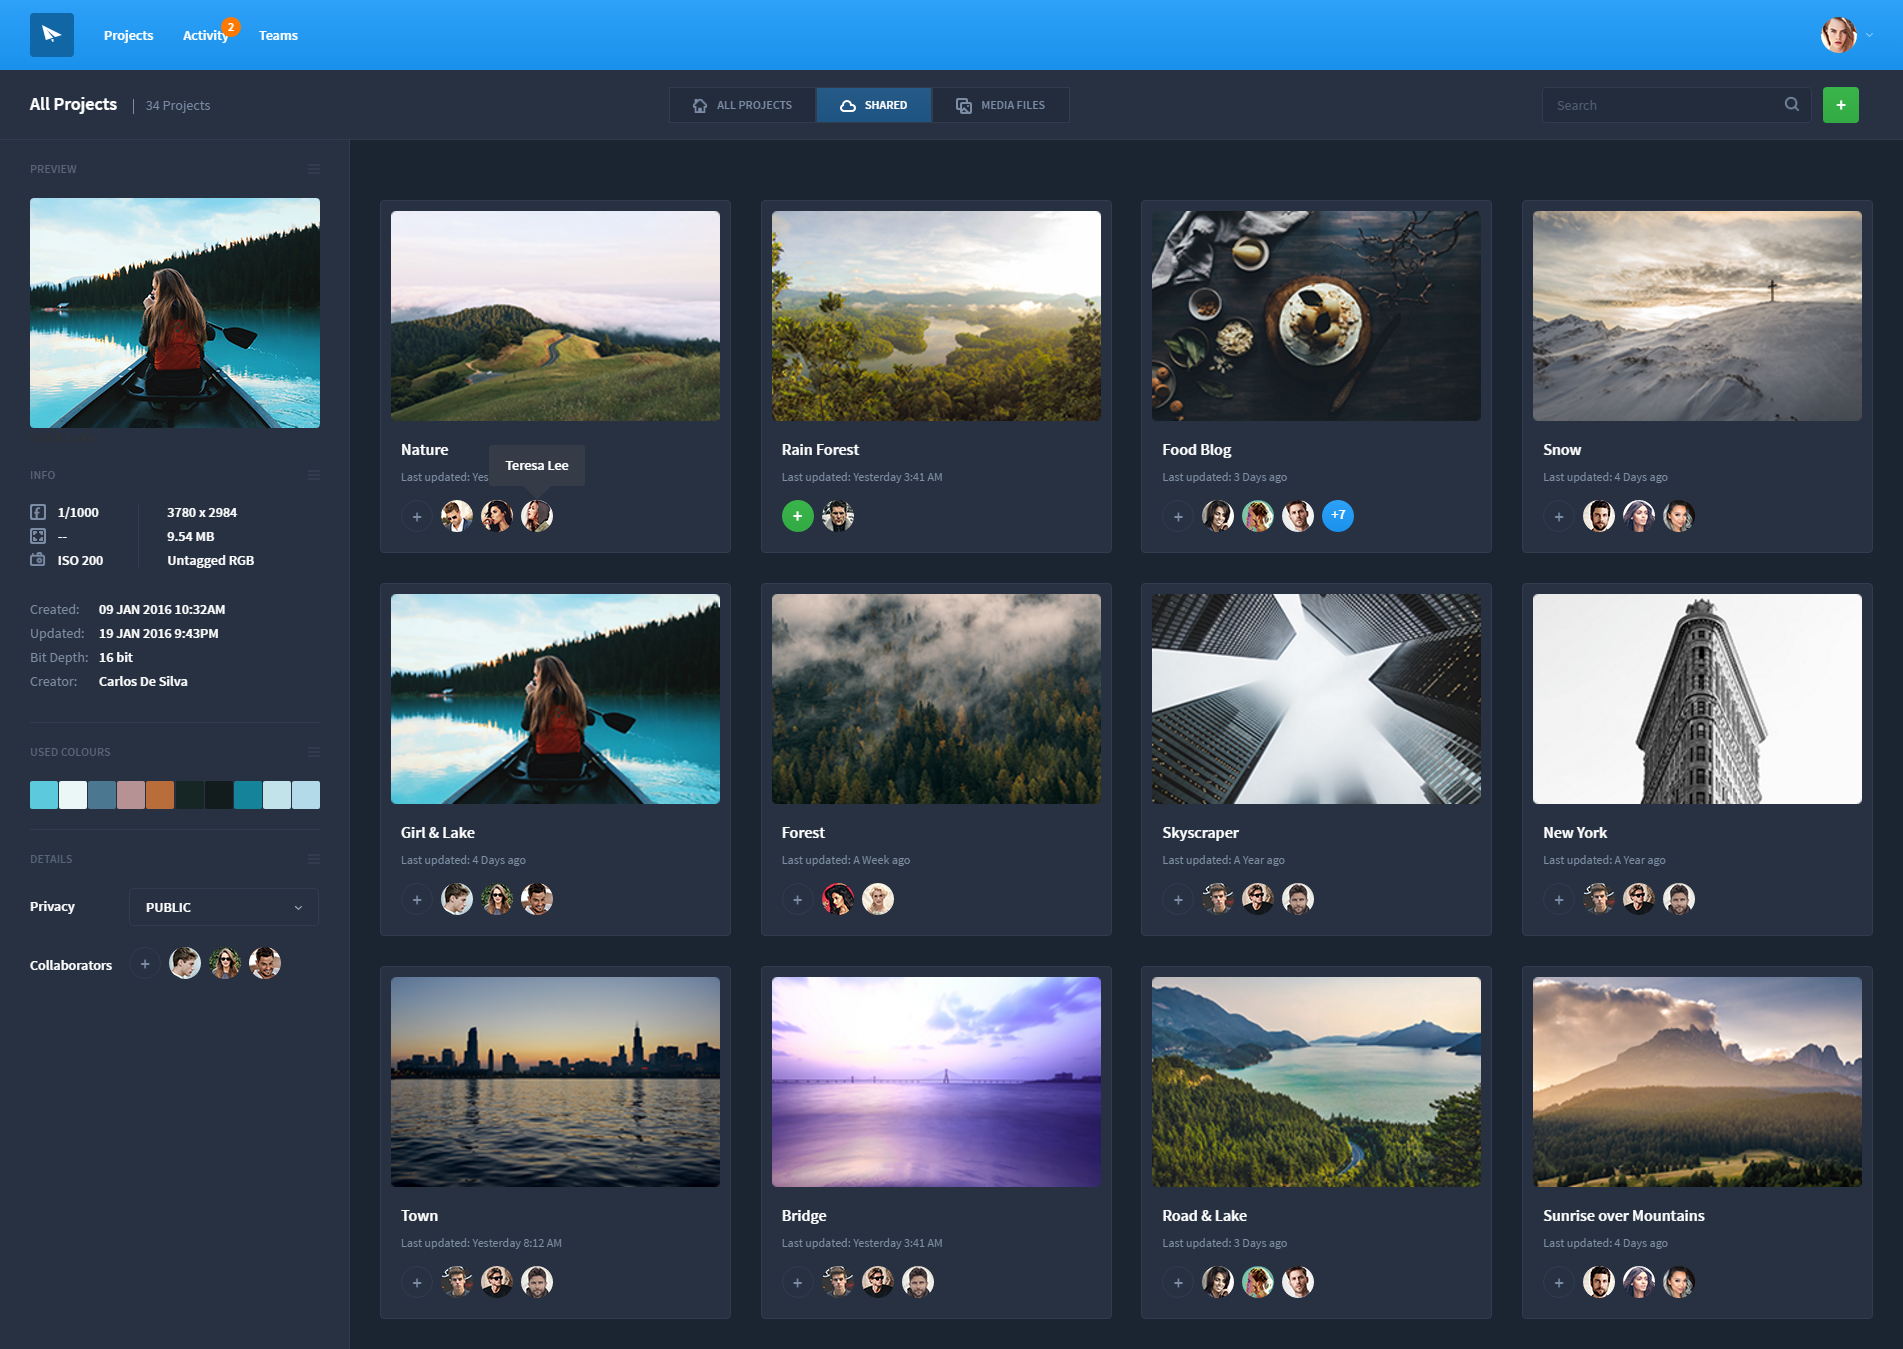 Projects
Activity
2
Teams
All Projects
34 Projects
ALL PROJECTS
SHARED
MEDIA FILES
Search
+
PREVIEW
INFO
1/1000
3780 x 2984
--
9.54 MB
ISO 200
Untagged RGB
Created: 09 JAN 2016 10:32AM
Updated: 19 JAN 2016 9:43PM
Bit Depth: 16 bit
Creator: Carlos De Silva
USED COLOURS
DETAILS
Privacy
PUBLIC
Collaborators
+
Nature
Last updated: Yes
Teresa Lee
+
Rain Forest
Last updated: Yesterday 3:41 AM
+
Food Blog
Last updated: 3 Days ago
+
+7
Snow
Last updated: 4 Days ago
+
Girl & Lake
Last updated: 4 Days ago
+
Forest
Last updated: A Week ago
+
Skyscraper
Last updated: A Year ago
+
New York
Last updated: A Year ago
+
Town
Last updated: Yesterday 8:12 AM
+
Bridge
Last updated: Yesterday 3:41 AM
+
Road & Lake
Last updated: 3 Days ago
+
Sunrise over Mountains
Last updated: 4 Days ago
+